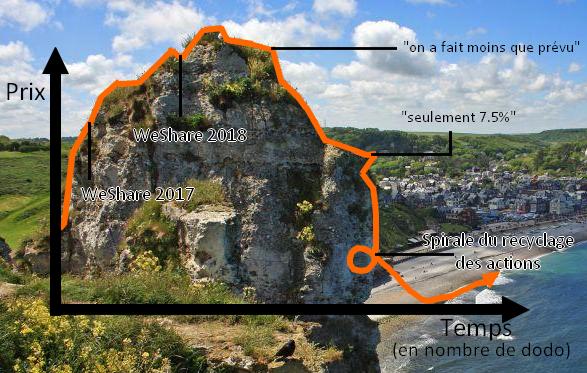 "on a fait moins que prévu"
Prix
"seulement 7.5%"
WeShare 2018
WeShare 2017
Spirale du recyclage
des actions
Temps
(en nombre de dodo)